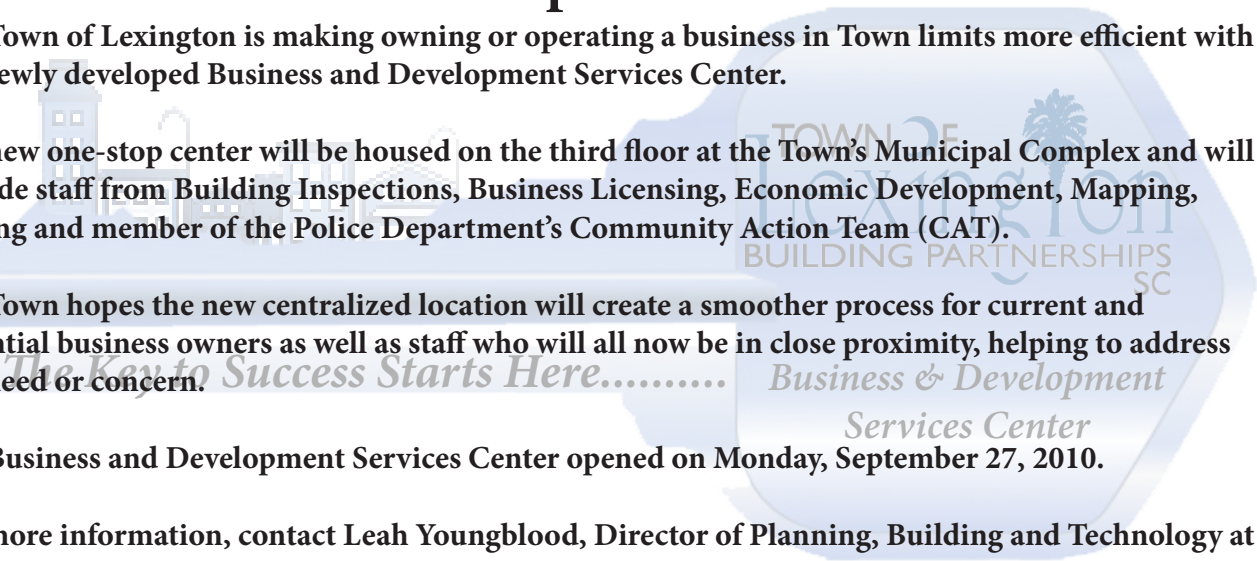 Town of Lexington is making owning or operating a business in Town limits more efficient with
ewly developed Business and Development Services Center.
new one-stop center will be housed on the third floor at the Town's Municipal Complex and will
de staff from Building Inspections, Business Licensing, Economic Development, Mapping,
ng and member of the Police Department's Community Action Team (CAT).
TOWN OF
Lexington
BUILDING PARTNERSHIPS
SC
Town hopes the new centralized location will create a smoother process for current and
ntial business owners as well as staff who will all now be in close proximity, helping to address
eed or concern.
The Key to Success Starts Here..........
Business & Development
Services Center
Business and Development Services Center opened on Monday, September 27, 2010.
more information, contact Leah Youngblood, Director of Planning, Building and Technology at